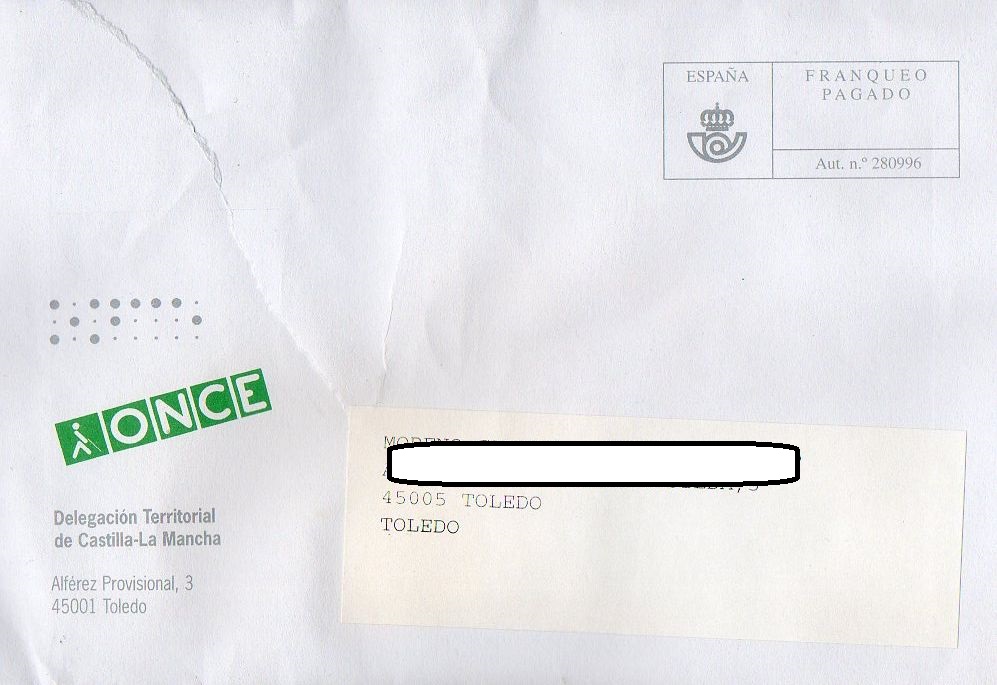 ESPAÑA
FRANQUEO
PAGADO
Aut. n.º 280996
⠕⠝⠉⠑
ONCE
Delegación Territorial
de Castilla-La Mancha
Alférez Provisional, 3
45001 Toledo
MORENO
45005 TOLEDO
TOLEDO